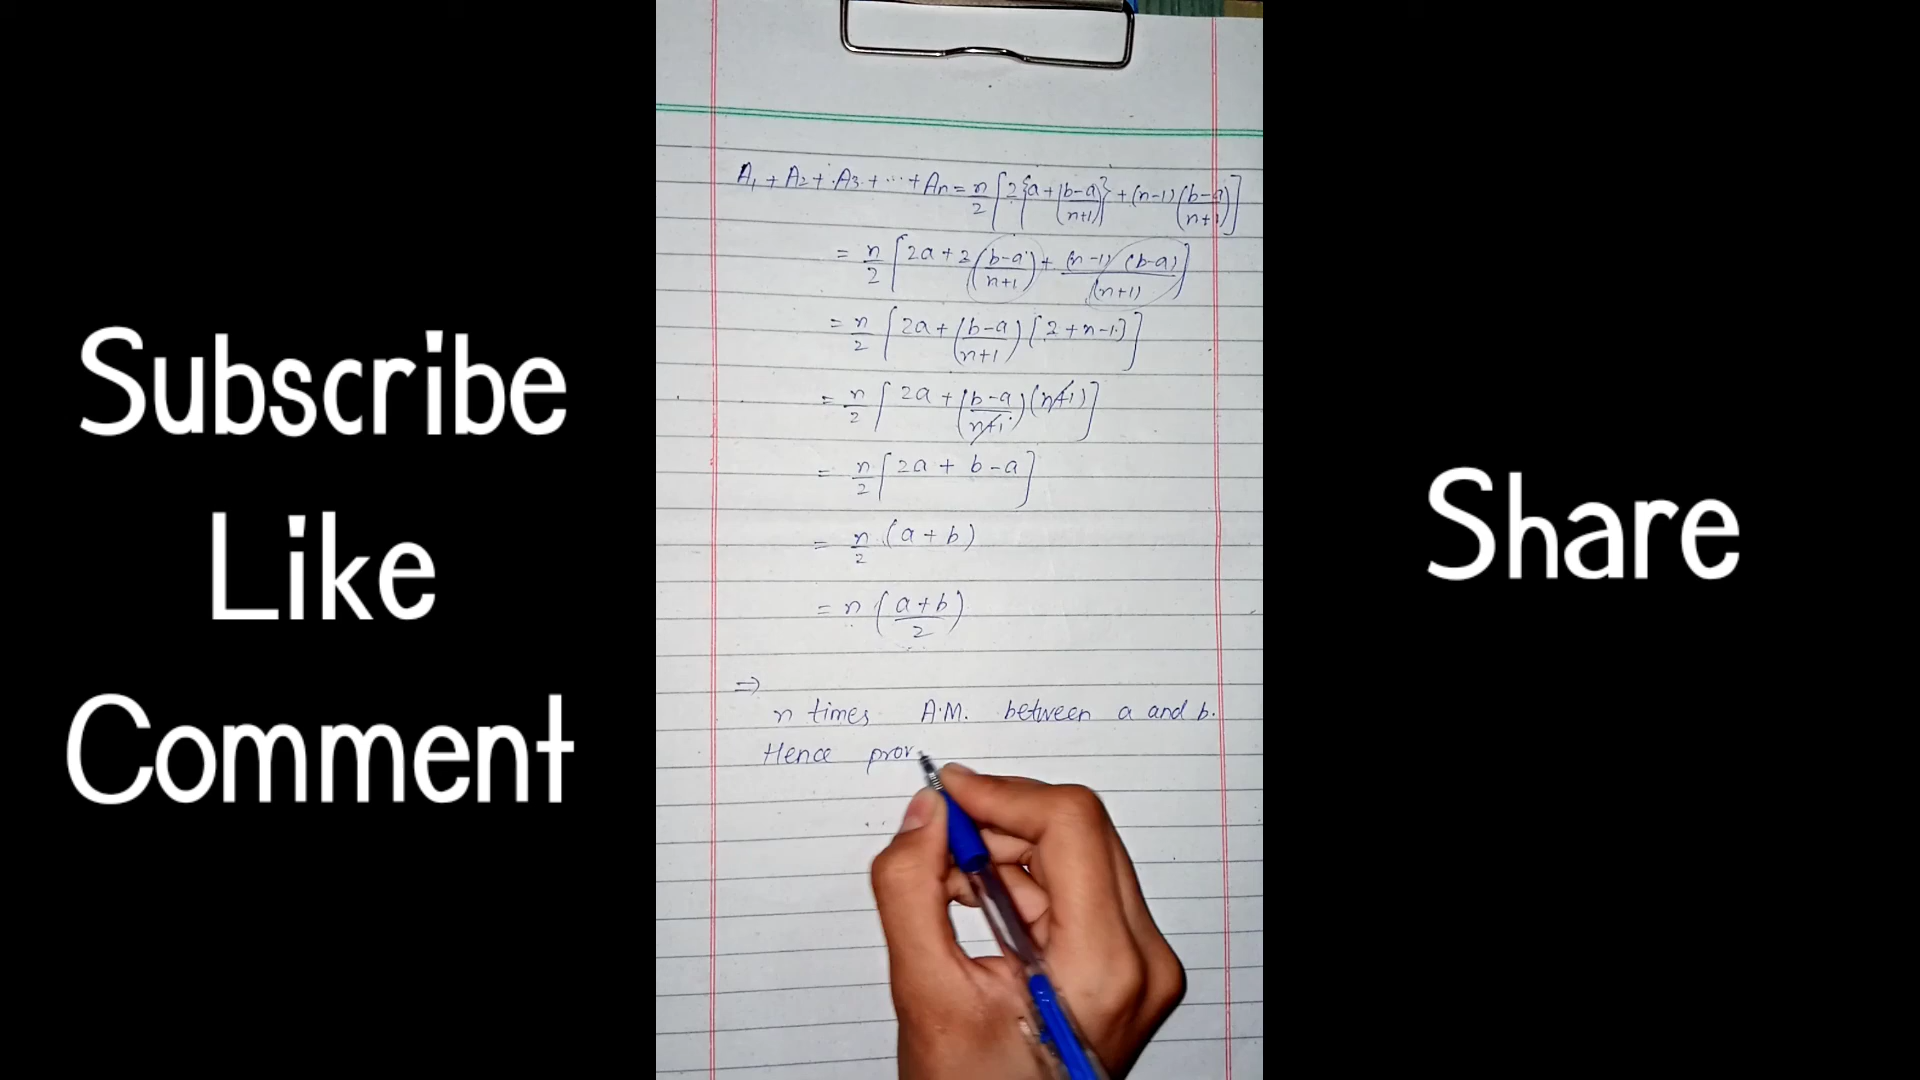 Subscribe
Like
Comment
A₁ + A₂ + A₃ + ... + Aₙ = n/2 [2{a + (b-a)/(n+1)} + (n-1)((b-a)/(n+1))]
= n/2 [2a + 2((b-a)/(n+1)) + (n-1)(b-a)/(n+1)]
= n/2 [2a + ((b-a)/(n+1)) [2+n-1]]
= n/2 [2a + ((b-a)/(n+1)) (n+1)]
= n/2 [2a + b-a]
= n/2 (a + b)
= n ((a+b)/2)
⇒
n times A.M. between a and b.
Hence prov
Share